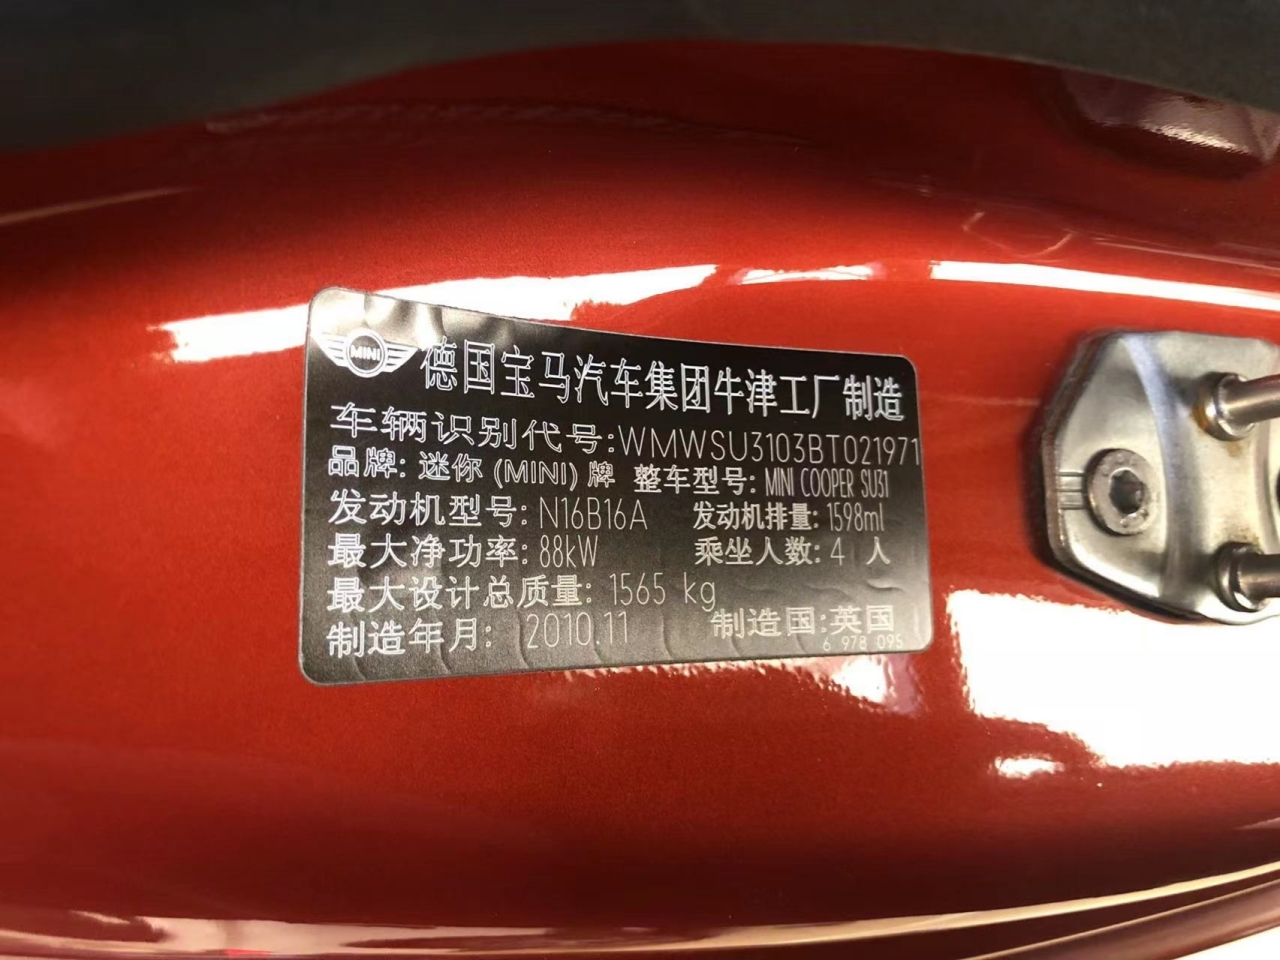 MINI 德国宝马汽车集团牛津工厂制造
车辆识别代号:WMWSU3103BT021971
品牌: 迷你 (MINI) 牌 整车型号: MINI COOPER SU31
发动机型号: N16B16A 发动机排量: 1598ml
最大净功率: 88kW 乘坐人数: 4 人
最大设计总质量: 1565 kg
制造年月: 2010.11 制造国:英国
6 978 095